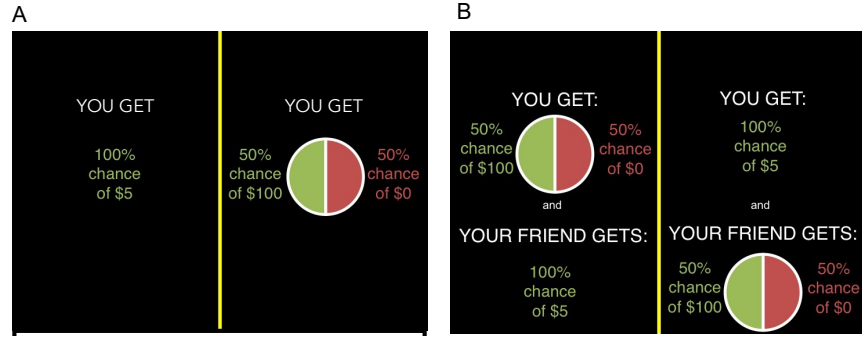 A
YOU GET
100%
chance
of $5
YOU GET
50%
chance
of $100
50%
chance
of $0
B
YOU GET:
50%
chance
of $100
50%
chance
of $0
and
YOUR FRIEND GETS:
100%
chance
of $5
YOU GET:
100%
chance
of $5
and
YOUR FRIEND GETS:
50%
chance
of $100
50%
chance
of $0